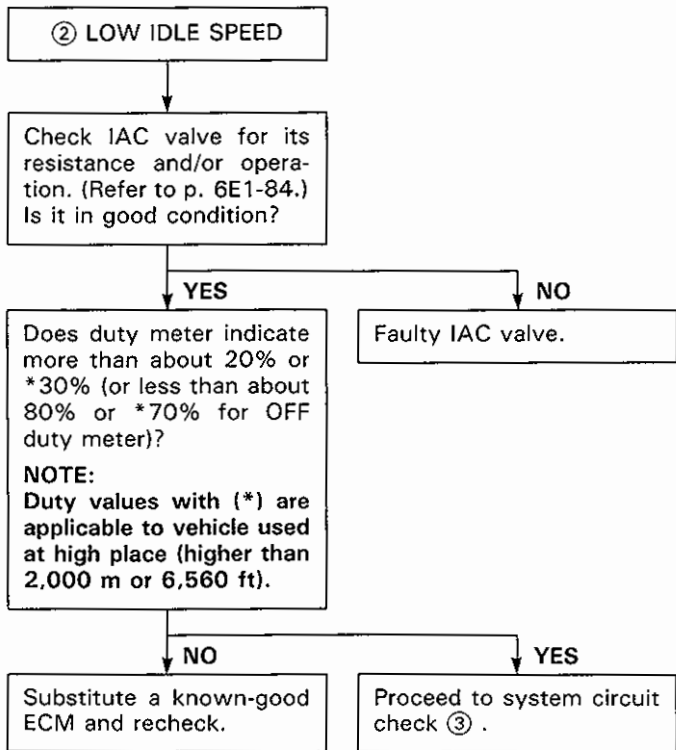 ② LOW IDLE SPEED
Check IAC valve for its
resistance and/or opera-
tion. (Refer to p. 6E1-84.)
Is it in good condition?
YES
NO
Does duty meter indicate
more than about 20% or
*30% (or less than about
80% or *70% for OFF
duty meter)?
NOTE:
Duty values with (*) are
applicable to vehicle used
at high place (higher than
2,000 m or 6,560 ft).
Faulty IAC valve.
NO
YES
Substitute a known-good
ECM and recheck.
Proceed to system circuit
check ③ .